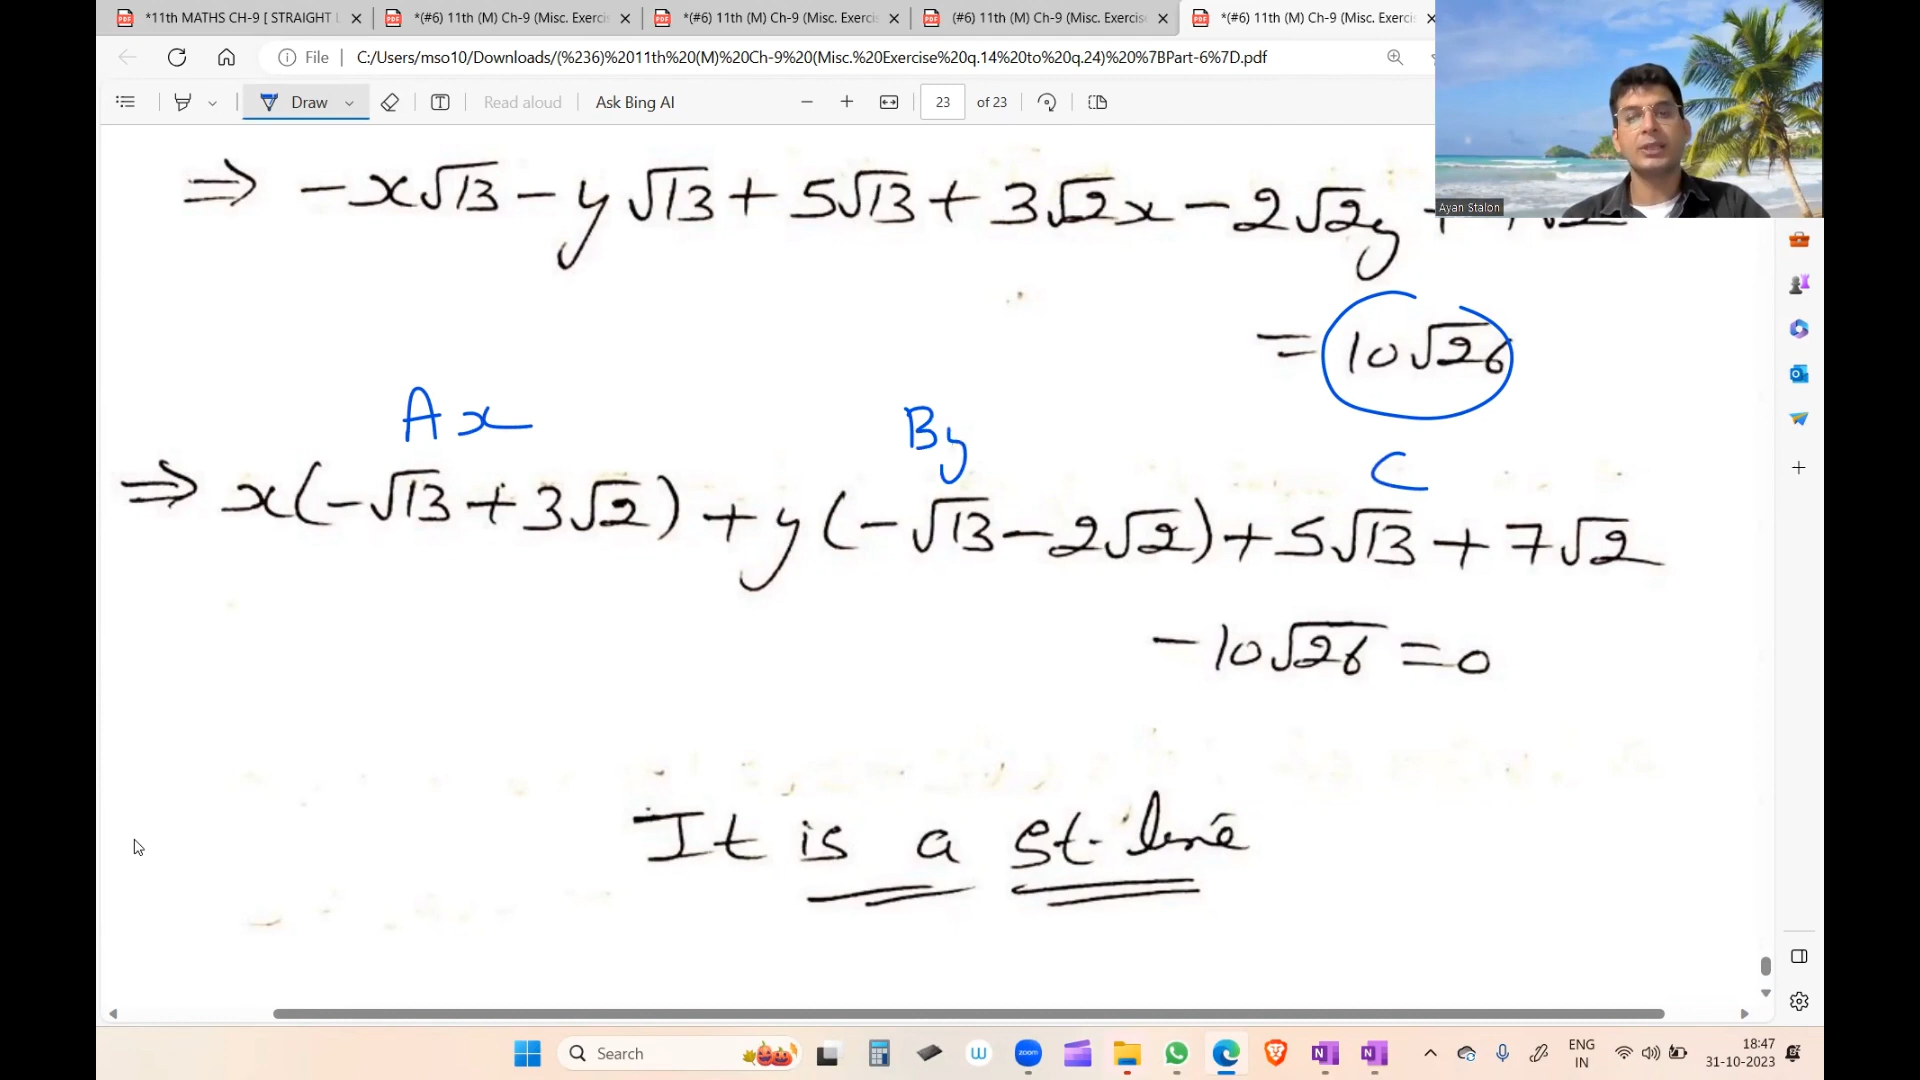 *11th MATHS CH-9 [ STRAIGHT L
*(#6) 11th (M) Ch-9 (Misc. Exercis
*(#6) 11th (M) Ch-9 (Misc. Exercis
(#6) 11th (M) Ch-9 (Misc. Exercis
*(#6) 11th (M) Ch-9 (Misc. Exercis
File C:/Users/mso10/Downloads/(%236)%2011th%20(M)%20Ch-9%20(Misc.%20Exercise%20q.14%20to%20q.24)%20%7BPart-6%7D.pdf
Draw Read aloud Ask Bing AI 23 of 23
Ayan Stalon
⇒ -x√13 - y√13 + 5√13 + 3√2x - 2√2y
= 10√26
Ax By C
⇒ x(-√13 + 3√2) + y(-√13 - 2√2) + 5√13 + 7√2
- 10√26 = 0
It is a st. line
Search
zoom
ENG
IN
18:47
31-10-2023